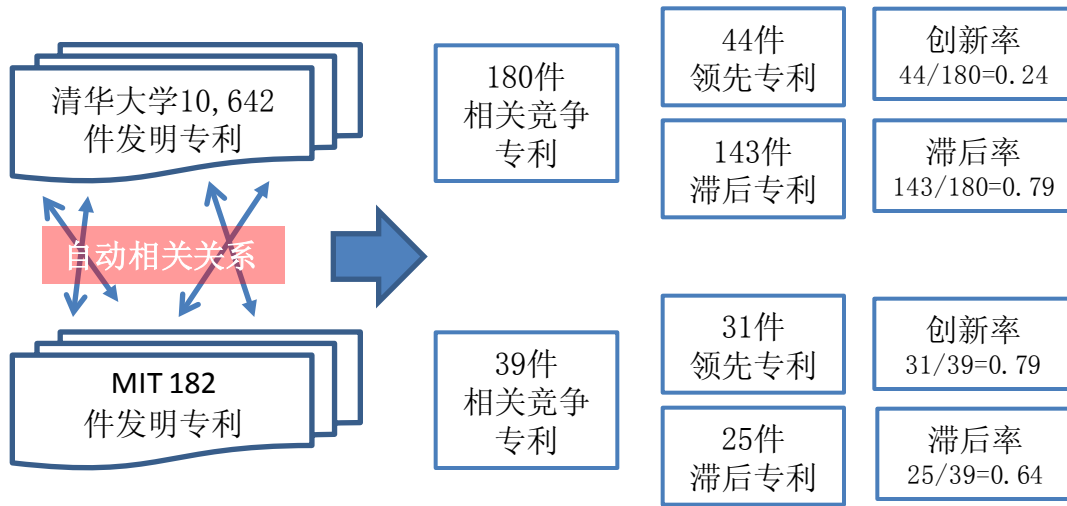 清华大学10,642
件发明专利
自动相关关系
MIT 182
件发明专利
180件
相关竞争
专利
44件
领先专利
创新率
44/180=0.24
143件
滞后专利
滞后率
143/180=0.79
39件
相关竞争
专利
31件
领先专利
创新率
31/39=0.79
25件
滞后专利
滞后率
25/39=0.64